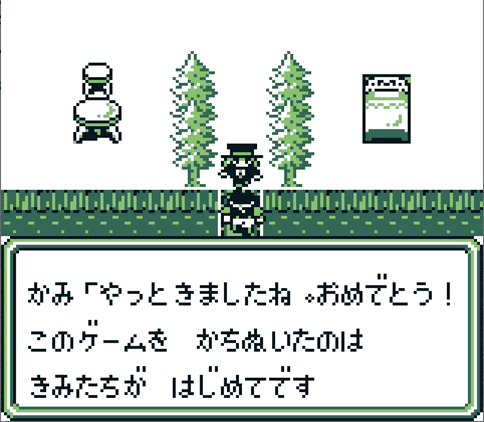 かみ「やっときましたね。おめでとう！
このゲームを　かちぬいたのは
きみたちが　はじめてです